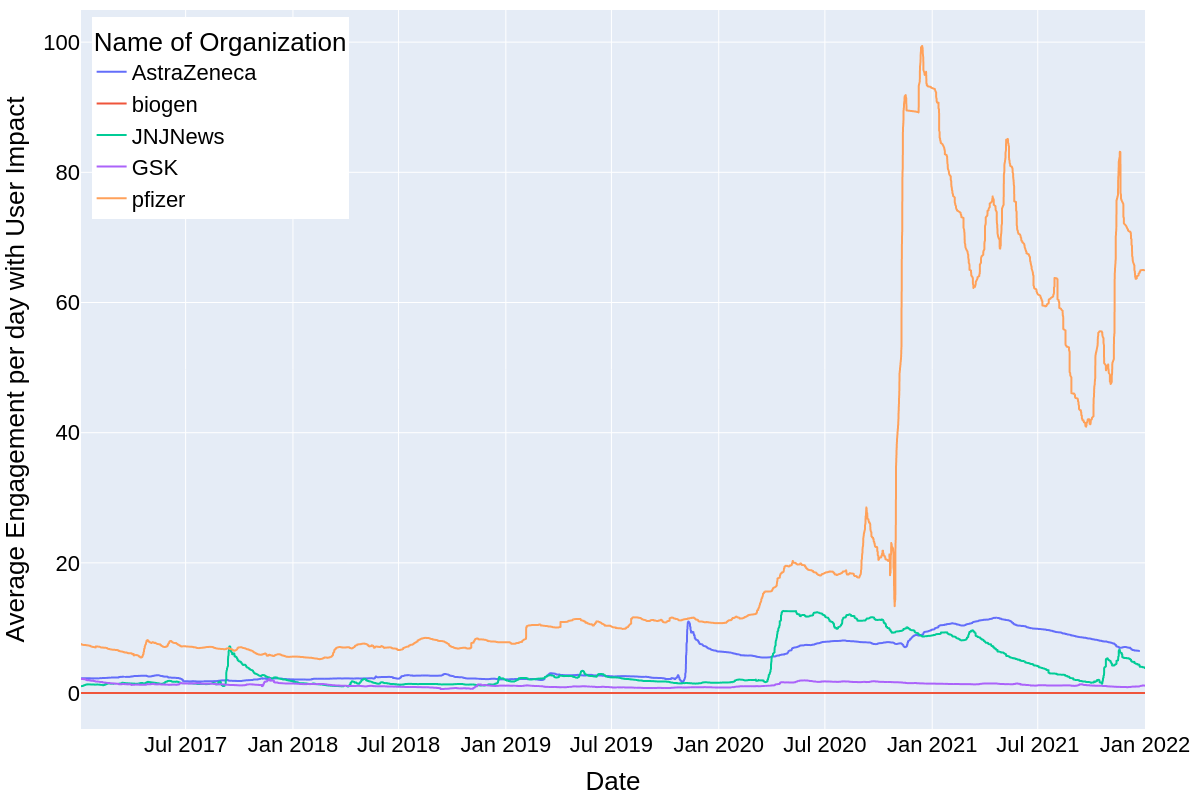 Average Engagement per day with User Impact
100
80
60
40
20
0
Name of Organization
AstraZeneca
biogen
JNJNews
GSK
pfizer
Jul 2017 Jan 2018 Jul 2018 Jan 2019 Jul 2019 Jan 2020 Jul 2020 Jan 2021 Jul 2021 Jan 2022
Date